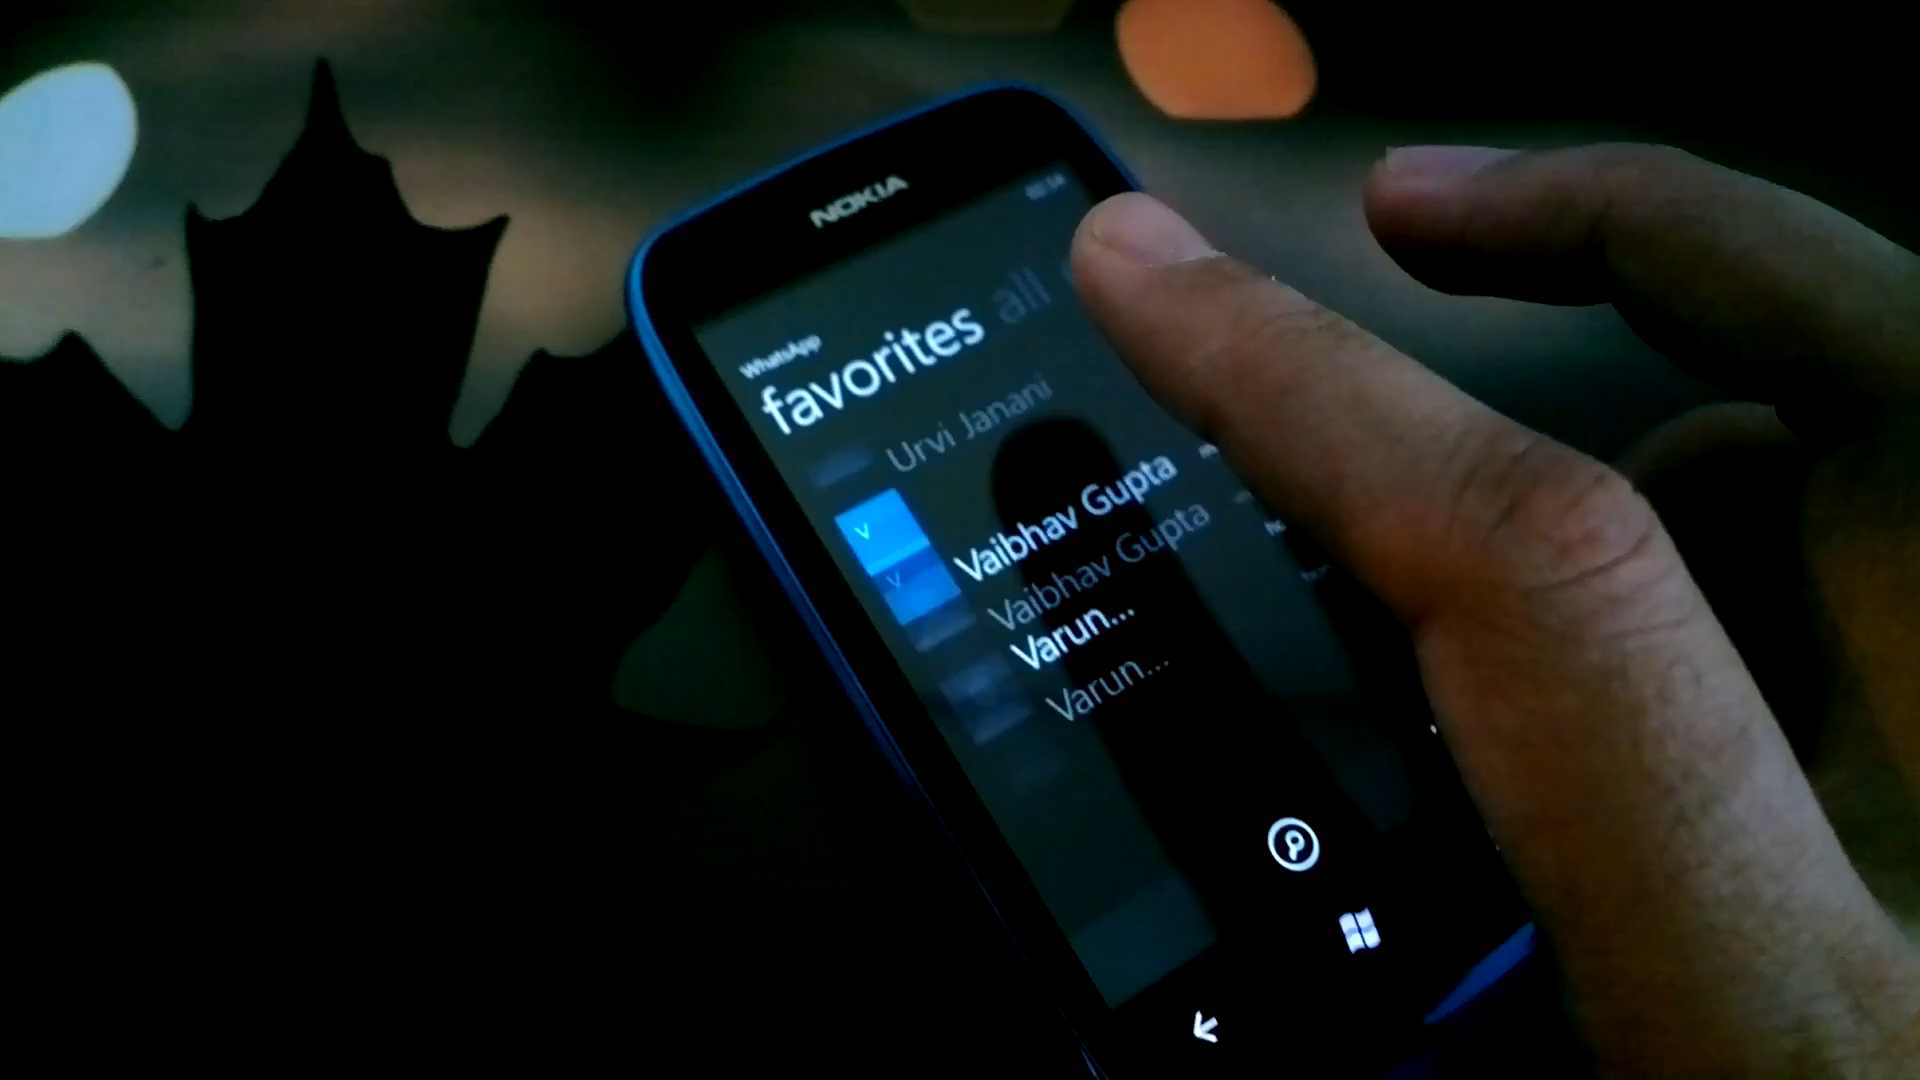 NOKIA
WhatsApp
favorites all
Urvi Janani
V
Vaibhav Gupta
V
Vaibhav Gupta
Varun...
Varun...